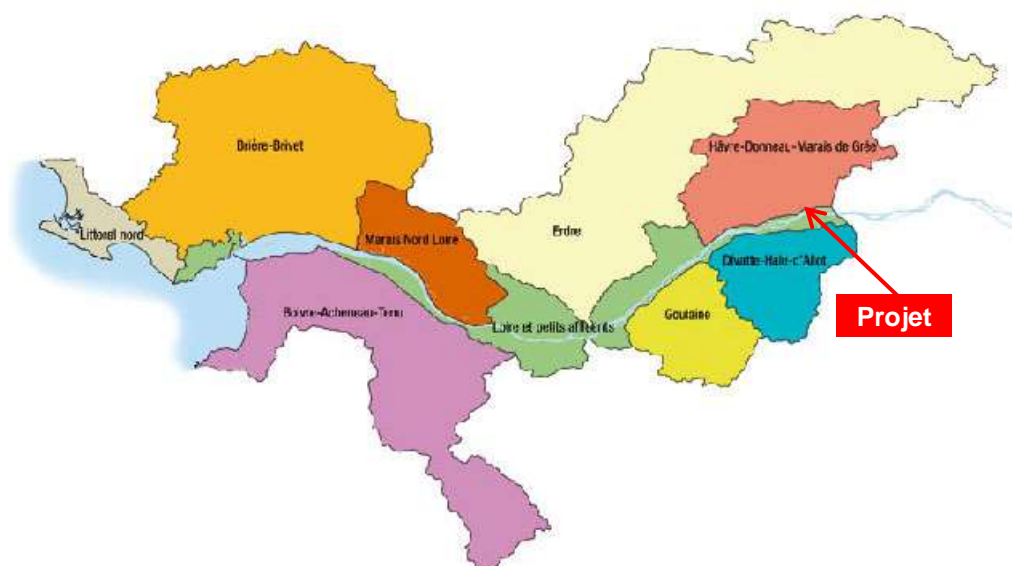 Brière-Brivet
Hâvre-Donneau-Marais de Grée
Littoral nord
Marais Nord Loire
Erdre
Divatte-Haie-d'Allot
Boivre-Acheneau-Tenu
Loire et petits affluents
Goulaine
Projet